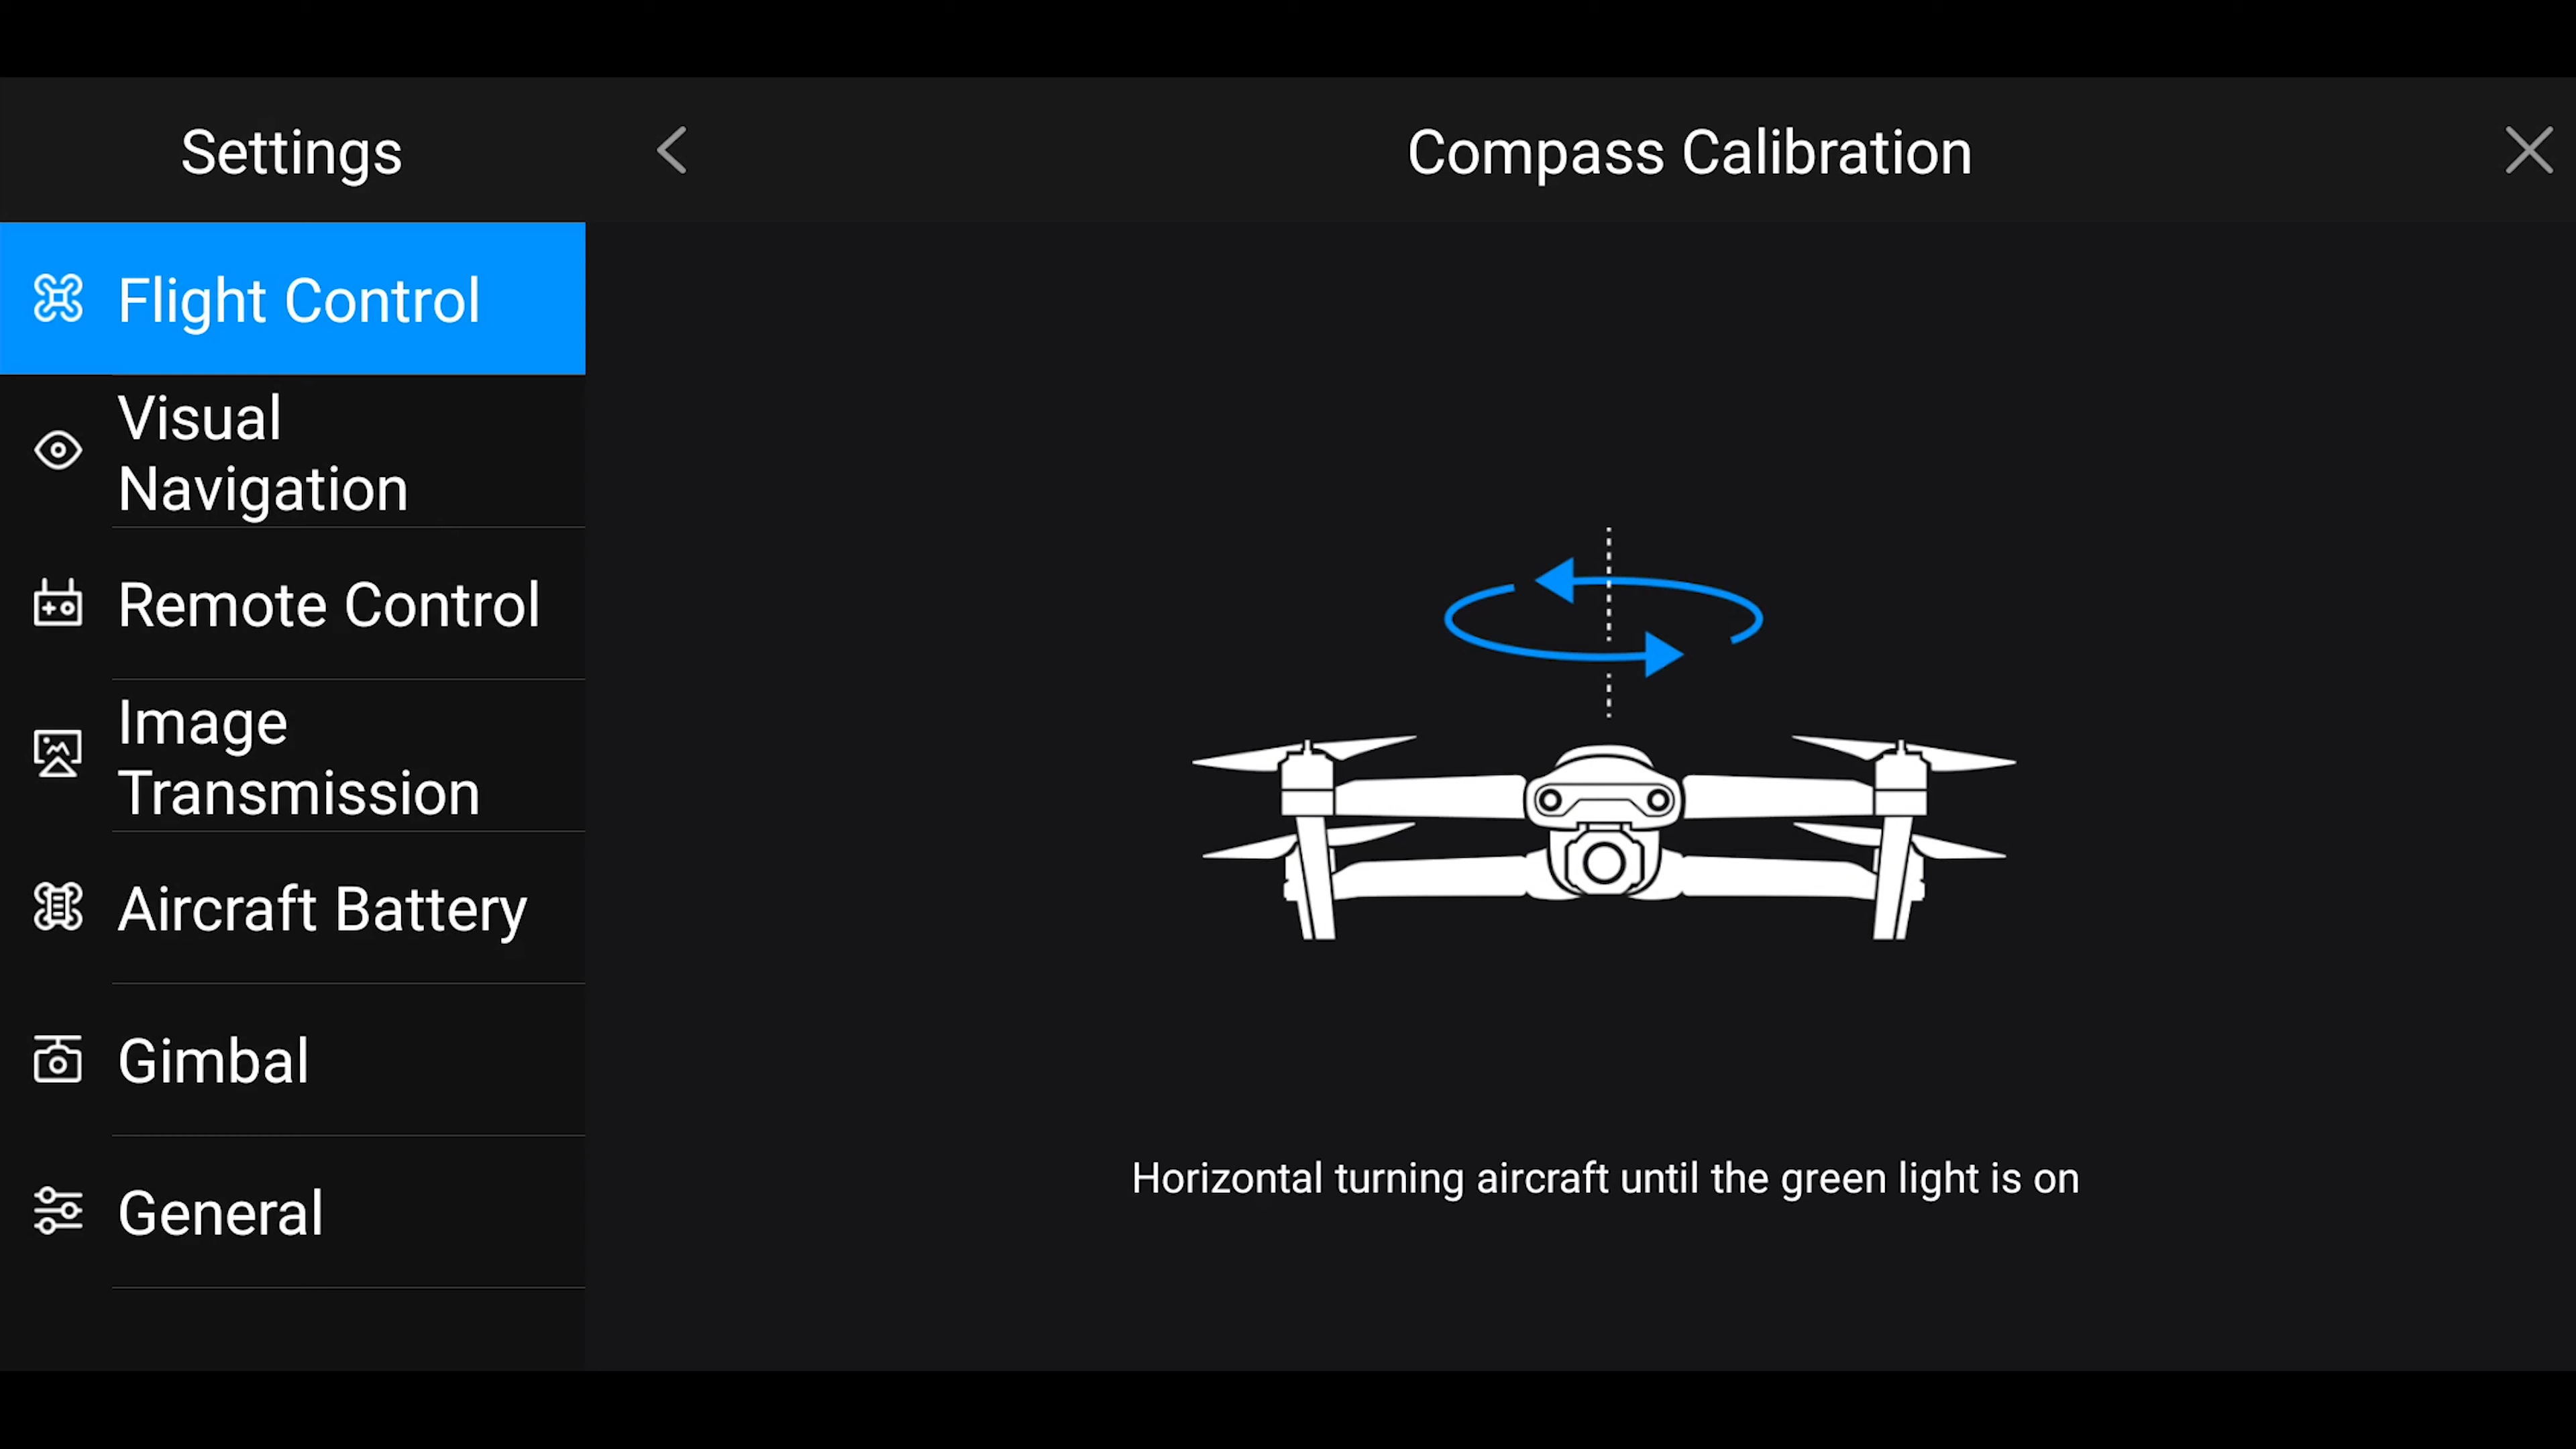 Settings
Compass Calibration
Flight Control
Visual
Navigation
Remote Control
Image
Transmission
Aircraft Battery
Gimbal
General
Horizontal turning aircraft until the green light is on